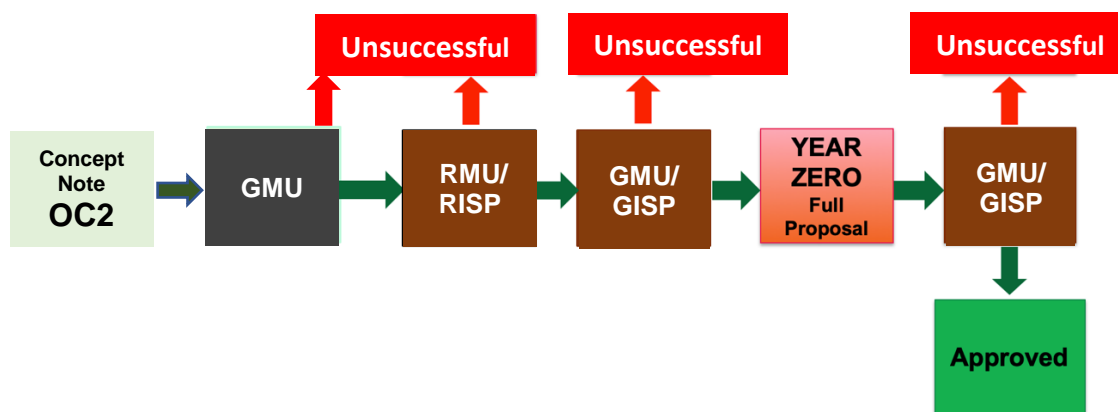 Unsuccessful
Unsuccessful
Unsuccessful
Concept
Note
OC2
GMU
RMU/
RISP
GMU/
GISP
YEAR
ZERO
Full
Proposal
GMU/
GISP
Approved